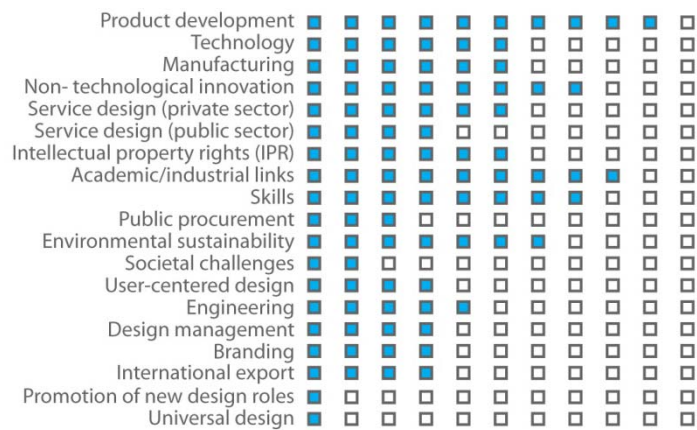 Product development
Technology
Manufacturing
Non- technological innovation
Service design (private sector)
Service design (public sector)
Intellectual property rights (IPR)
Academic/industrial links
Skills
Public procurement
Environmental sustainability
Societal challenges
User-centered design
Engineering
Design management
Branding
International export
Promotion of new design roles
Universal design